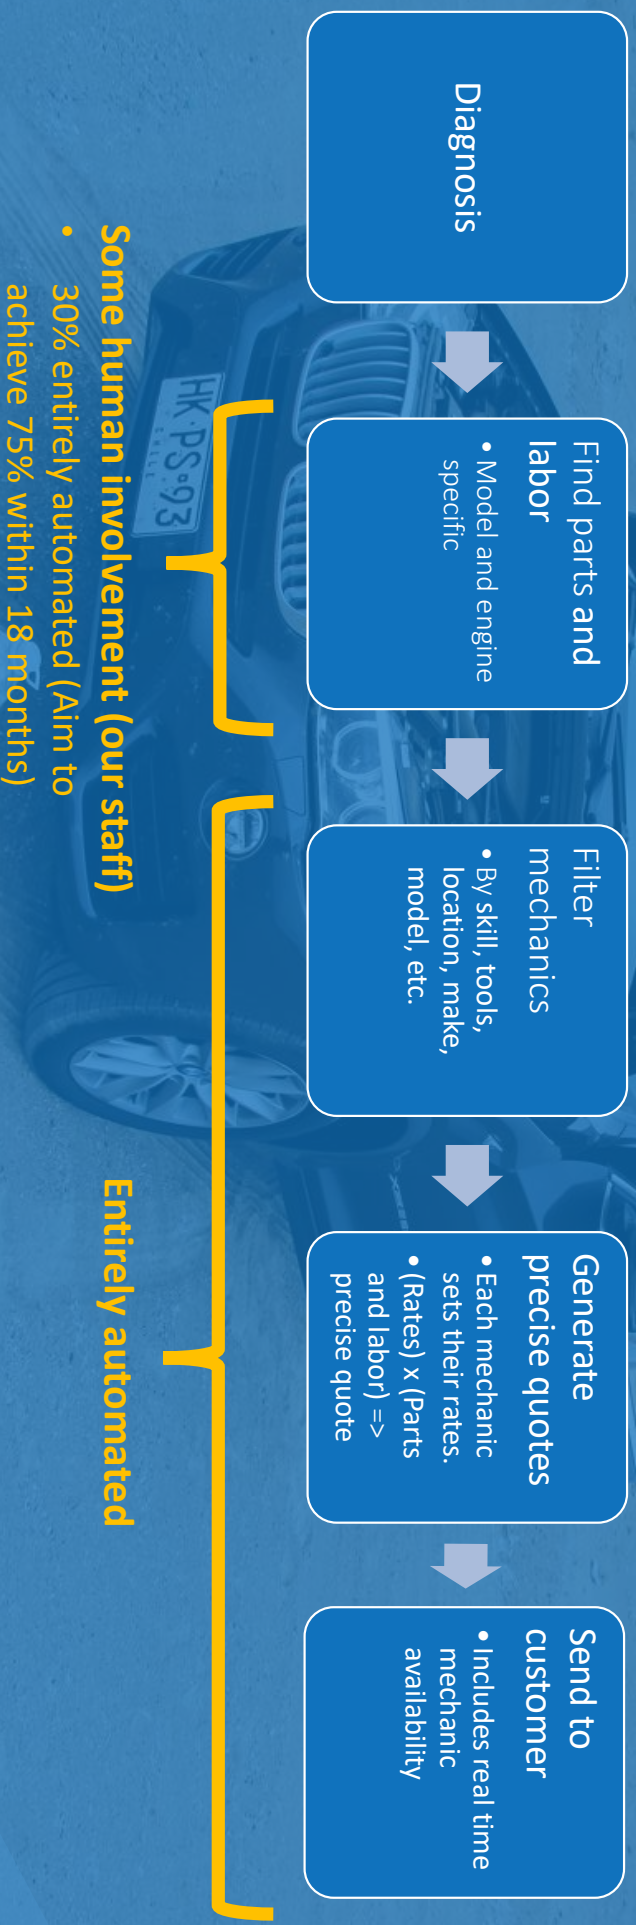 Diagnosis
Find parts and
labor
• Model and engine
specific
Filter
mechanics
• By skill, tools,
location, make,
model, etc.
Generate
precise quotes
• Each mechanic
sets their rates.
• (Rates) x (Parts
and labor) =>
precise quote
Send to
customer
• Includes real time
mechanic
availability
Some human involvement (our staff)
• 30% entirely automated (Aim to
achieve 75% within 18 months)
Entirely automated
HK·PS·93
CHILE